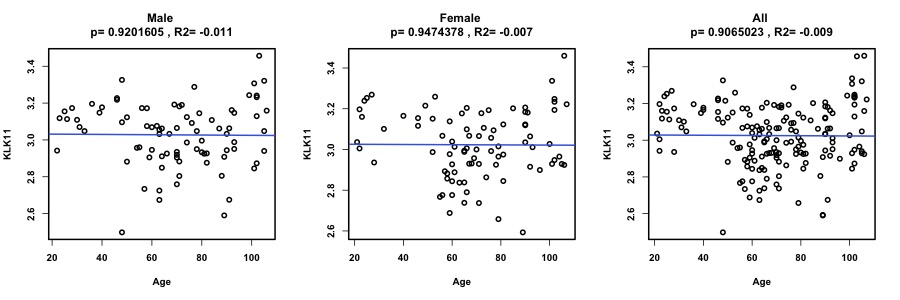 Male
p= 0.9201605 , R2= -0.011
KLK11
3.4
3.2
3.0
2.8
2.6
20 40 60 80 100
Age
Female
p= 0.9474378 , R2= -0.007
KLK11
3.4
3.2
3.0
2.8
2.6
20 40 60 80 100
Age
All
p= 0.9065023 , R2= -0.009
KLK11
3.4
3.2
3.0
2.8
2.6
20 40 60 80 100
Age